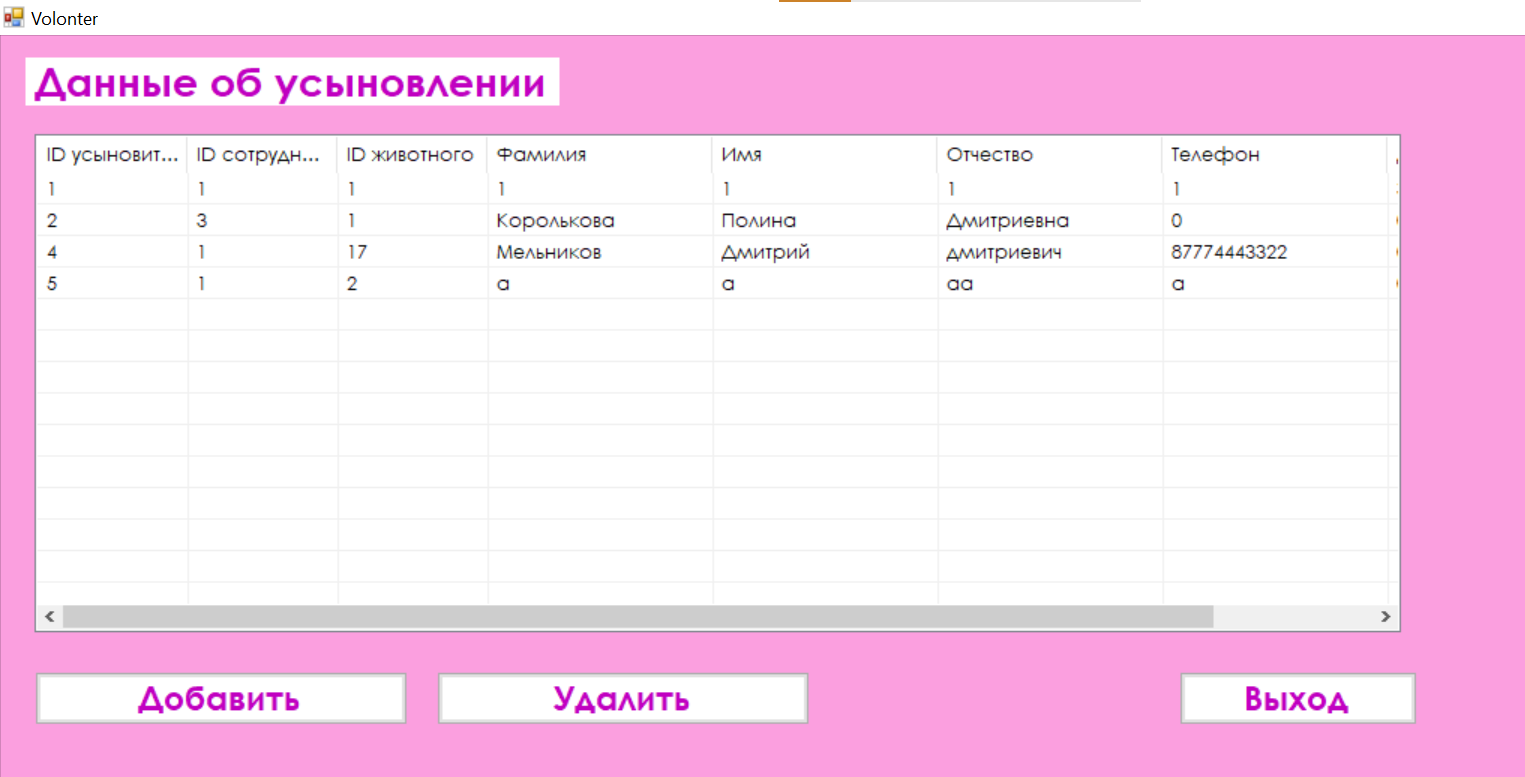 Volonter
Данные об усыновлении
ID усыновит... ID сотрудн... ID животного Фамилия Имя Отчество Телефон
1 1 1 1 1 1 1
2 3 1 Королькова Полина Дмитриевна 0
4 1 17 Мельников Дмитрий дмитриевич 87774443322
5 1 2 а а аа а
Добавить Удалить Выход